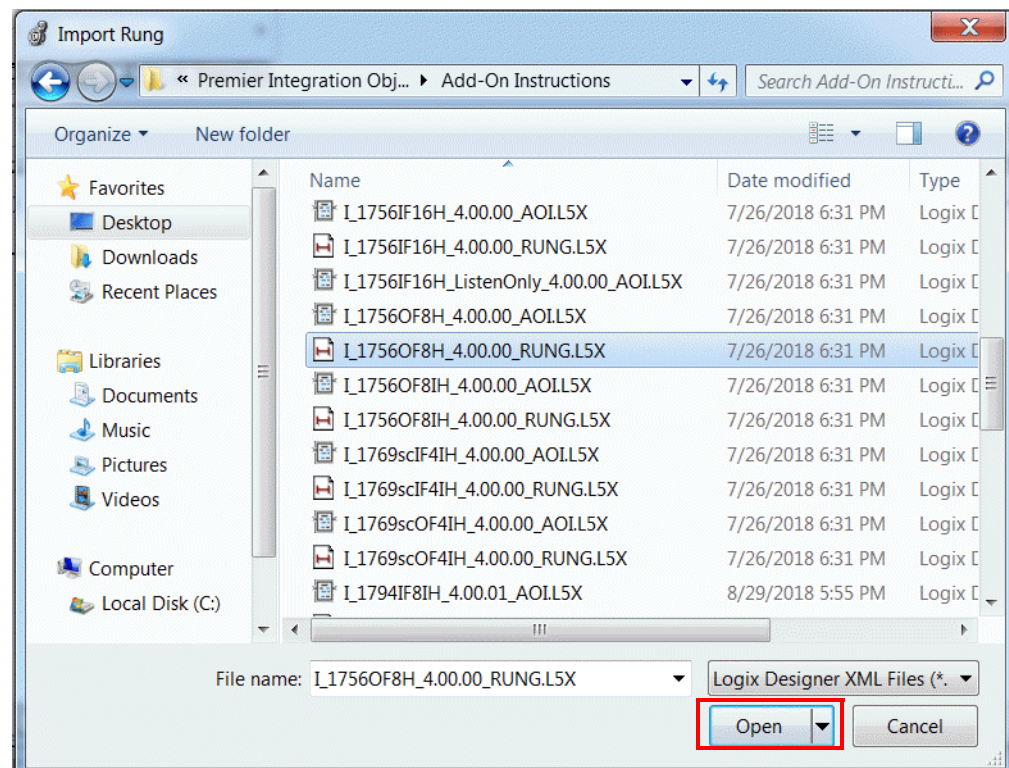 Import Rung
« Premier Integration Obj... Add-On Instructions Search Add-On Instructi...
Organize New folder
Favorites
Desktop
Downloads
Recent Places
Libraries
Documents
Music
Pictures
Videos
Computer
Local Disk (C:)
Name Date modified Type
I_1756IF16H_4.00.00_AOI.L5X 7/26/2018 6:31 PM Logix
I_1756IF16H_4.00.00_RUNG.L5X 7/26/2018 6:31 PM Logix
I_1756IF16H_ListenOnly_4.00.00_AOI.L5X 7/26/2018 6:31 PM Logix
I_1756OF8H_4.00.00_AOI.L5X 7/26/2018 6:31 PM Logix
I_1756OF8H_4.00.00_RUNG.L5X 7/26/2018 6:31 PM Logix
I_1756OF8IH_4.00.00_AOI.L5X 7/26/2018 6:31 PM Logix
I_1756OF8IH_4.00.00_RUNG.L5X 7/26/2018 6:31 PM Logix
I_1769scIF4IH_4.00.00_AOI.L5X 7/26/2018 6:31 PM Logix
I_1769scIF4IH_4.00.00_RUNG.L5X 7/26/2018 6:31 PM Logix
I_1769scOF4IH_4.00.00_AOI.L5X 7/26/2018 6:31 PM Logix
I_1769scOF4IH_4.00.00_RUNG.L5X 7/26/2018 6:31 PM Logix
I_1794IF8IH_4.00.01_AOI.L5X 8/29/2018 5:55 PM Logix
File name: I_1756OF8H_4.00.00_RUNG.L5X Logix Designer XML Files (*.
Open Cancel